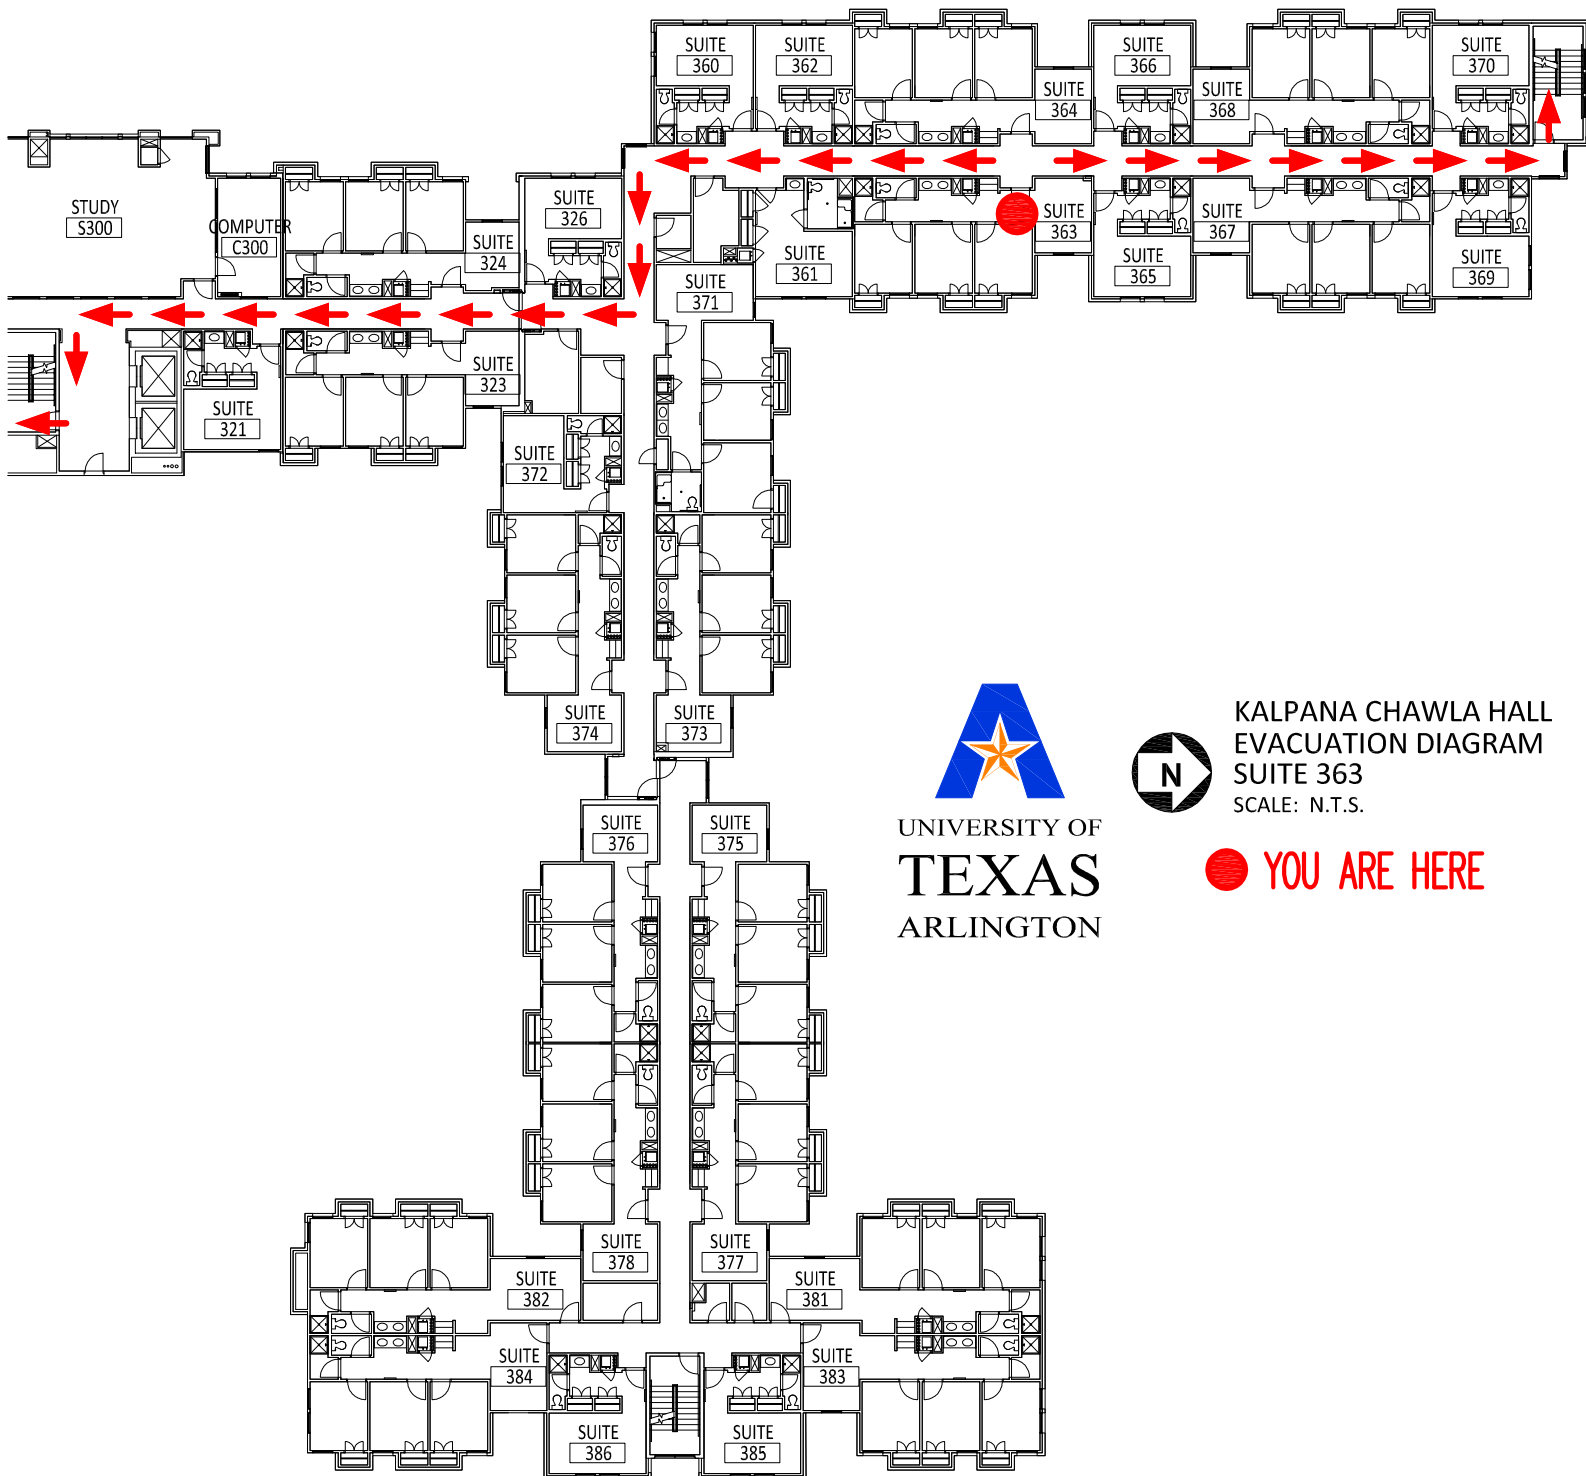 SUITE
360
SUITE
362
SUITE
364
SUITE
366
SUITE
368
SUITE
370
STUDY
S300
COMPUTER
C300
SUITE
324
SUITE
326
SUITE
371
SUITE
361
SUITE
363
SUITE
365
SUITE
367
SUITE
369
SUITE
321
SUITE
323
SUITE
372
SUITE
374
SUITE
373
SUITE
376
SUITE
375
SUITE
378
SUITE
377
SUITE
382
SUITE
381
SUITE
384
SUITE
383
SUITE
386
SUITE
385
UNIVERSITY OF
TEXAS
ARLINGTON
N
KALPANA CHAWLA HALL
EVACUATION DIAGRAM
SUITE 363
SCALE: N.T.S.
YOU ARE HERE